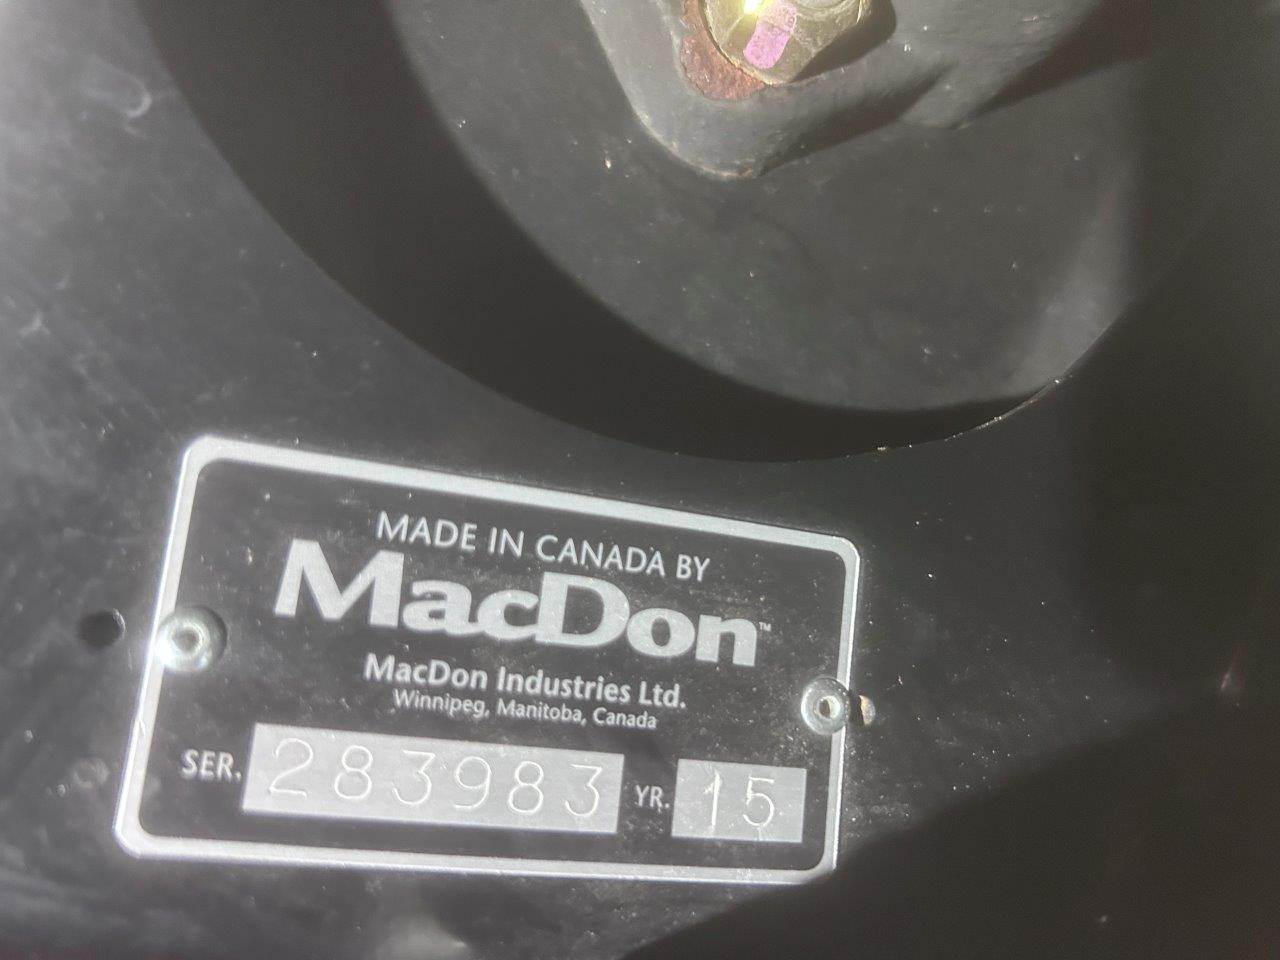 MADE IN CANADA BY
MacDon™
MacDon Industries Ltd.
Winnipeg, Manitoba, Canada
SER. 283983 YR. 15